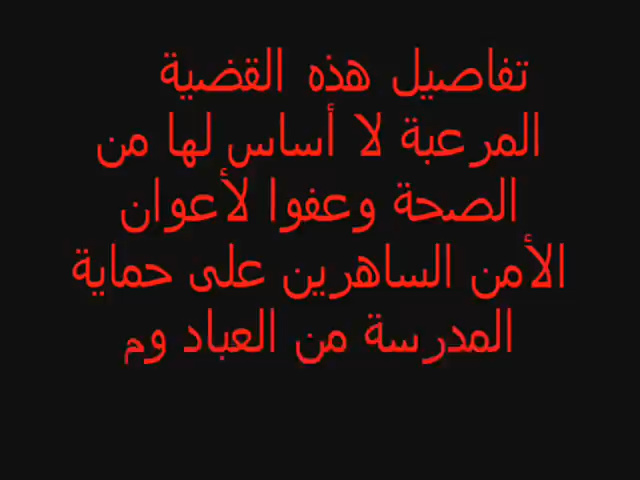 تفاصيل هذه القضية
المرعبة لا أساس لها من
الصحة وعفوا لأعوان
الأمن الساهرين على حماية
المدرسة من العباد وم